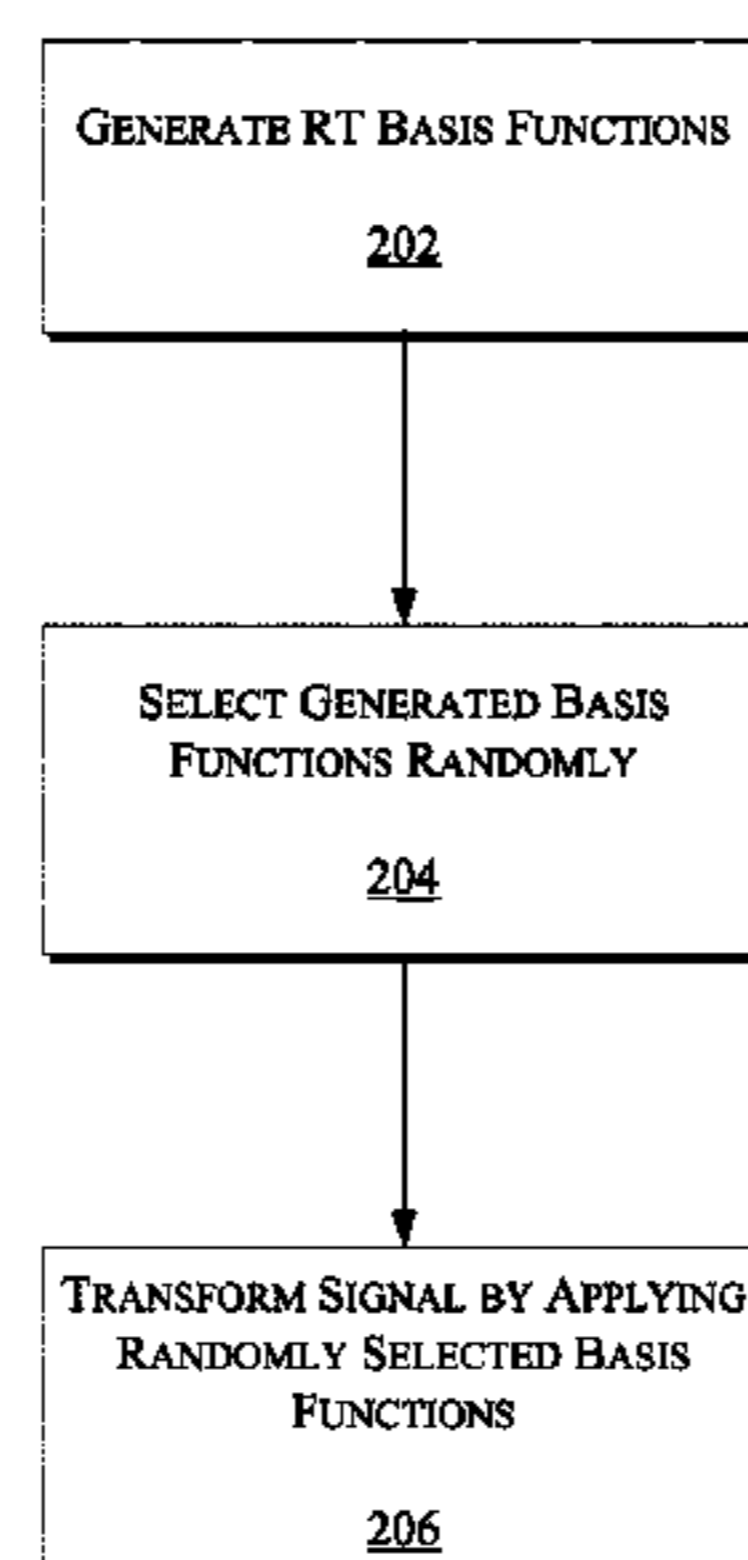 GENERATE RT BASIS FUNCTIONS
202
SELECT GENERATED BASIS
FUNCTIONS RANDOMLY
204
TRANSFORM SIGNAL BY APPLYING
RANDOMLY SELECTED BASIS
FUNCTIONS
206